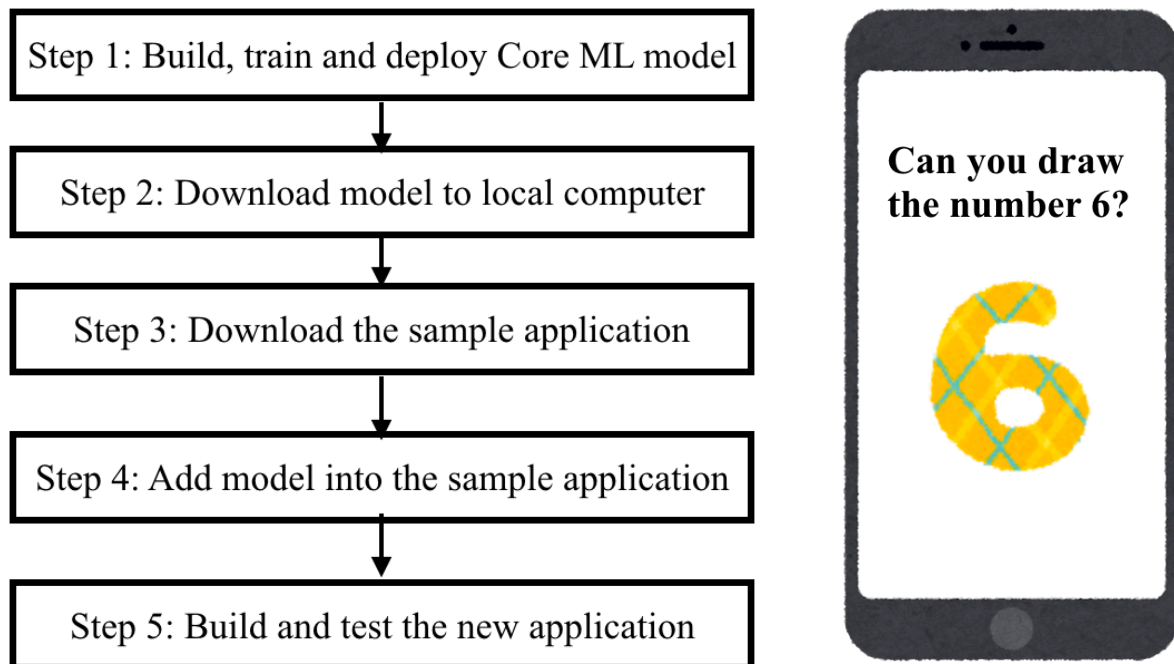 Step 1: Build, train and deploy Core ML model
Step 2: Download model to local computer
Step 3: Download the sample application
Step 4: Add model into the sample application
Step 5: Build and test the new application
Can you draw
the number 6?
6